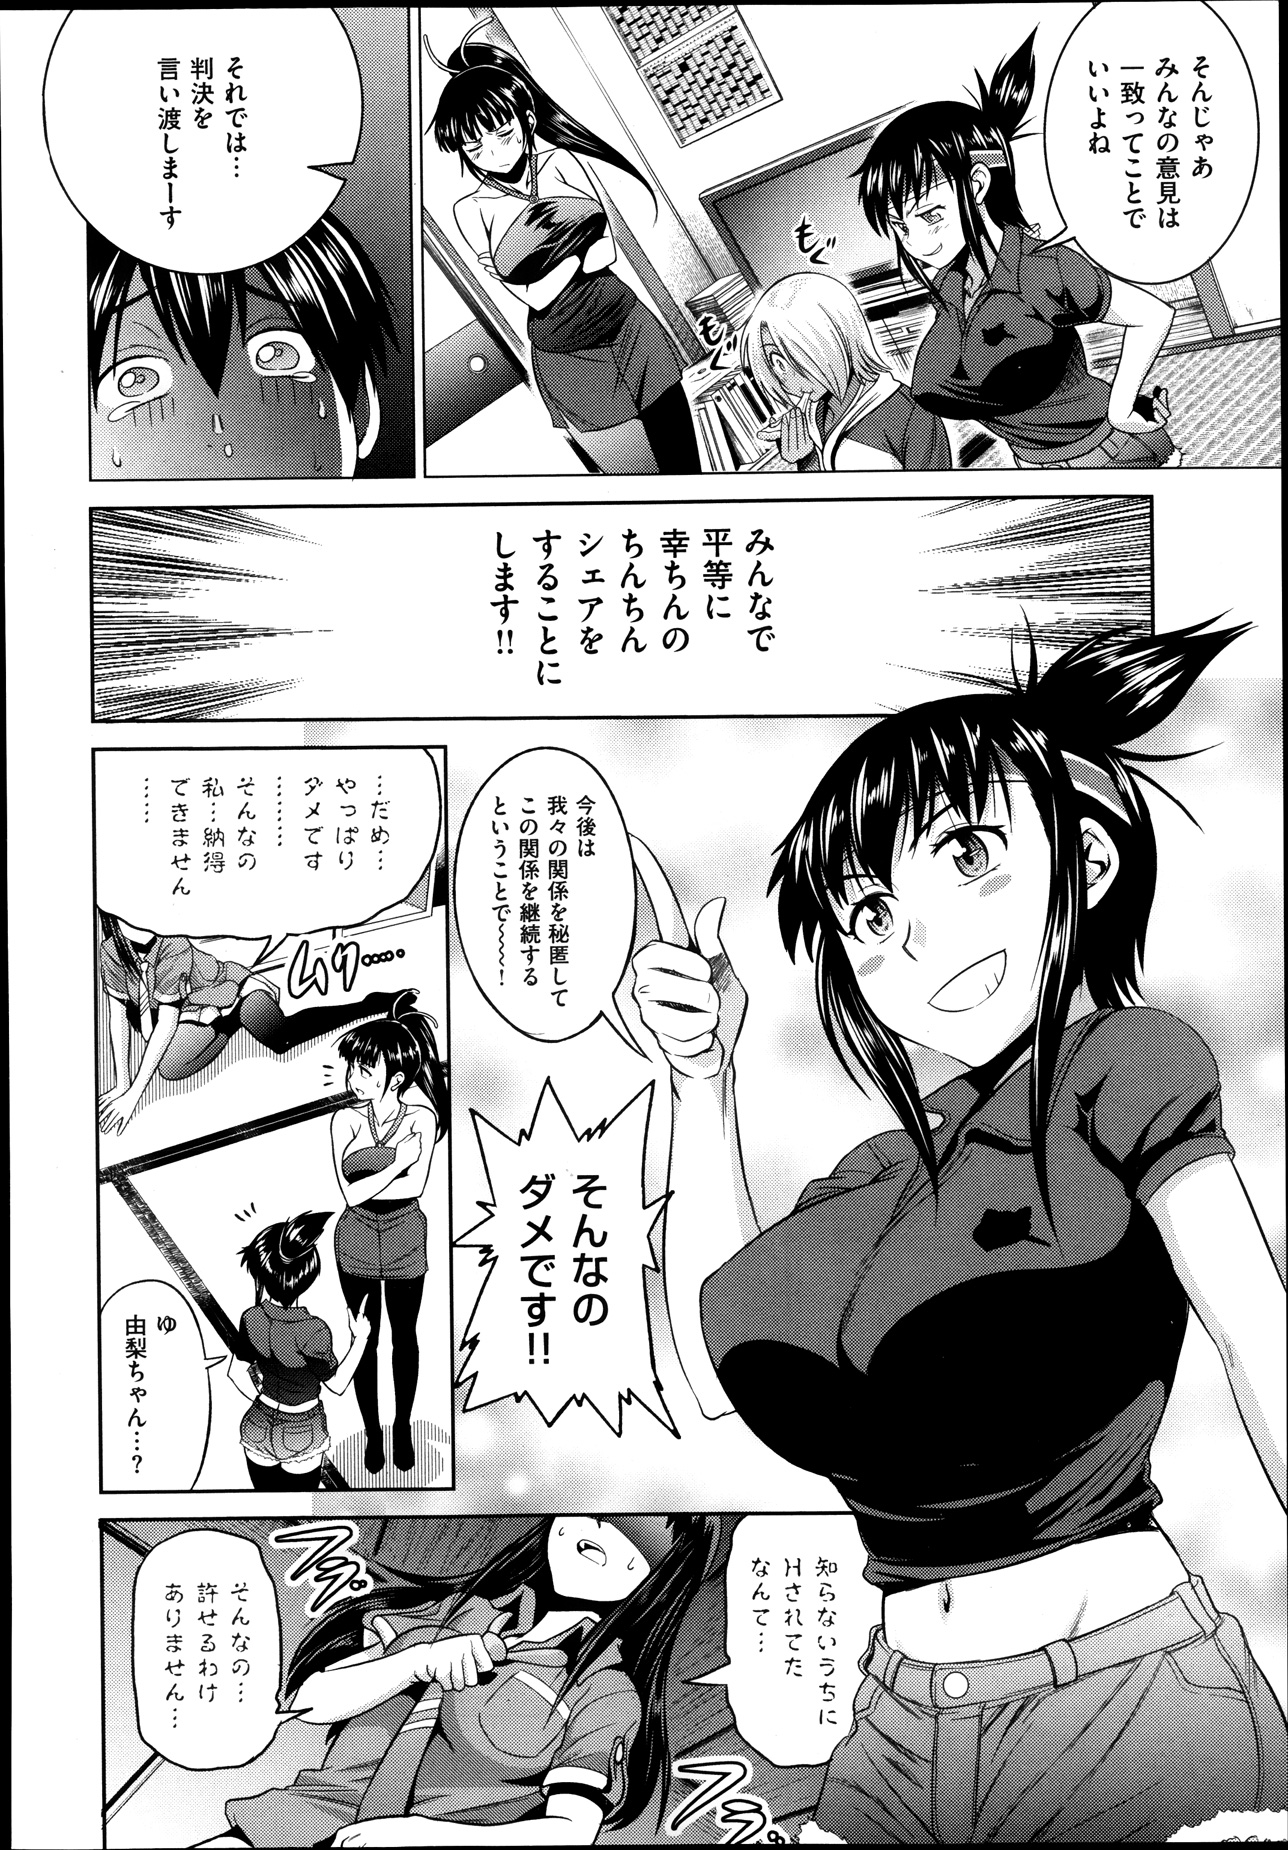 そんじゃあ
みんなの意見は
一致ってことで
いいよね
もぐ
もぐ
それでは…
判決を
言い渡しまーす
みんなで
平等に
幸ちんの
ちんちん
シェアを
することに
します!!
今後は
我々の関係を秘匿して
この関係を継続する
ということで〜〜〜!
そんなの
ダメです!!
…だめ…
やっぱり
ダメです
………
そんなの
私…納得
できません
……
ムク……
ゆ
由梨ちゃん…?
知らないうちに
Hされてた
なんて…
フラァ
フラァ
そんなの…
許せるわけ
ありません…